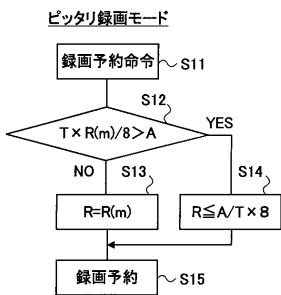 ピッタリ録画モード
録画予約命令
S11
S12
T×R(m)/8>A
YES
NO
S13
S14
R=R(m)
R≦A/T×8
録画予約
S15